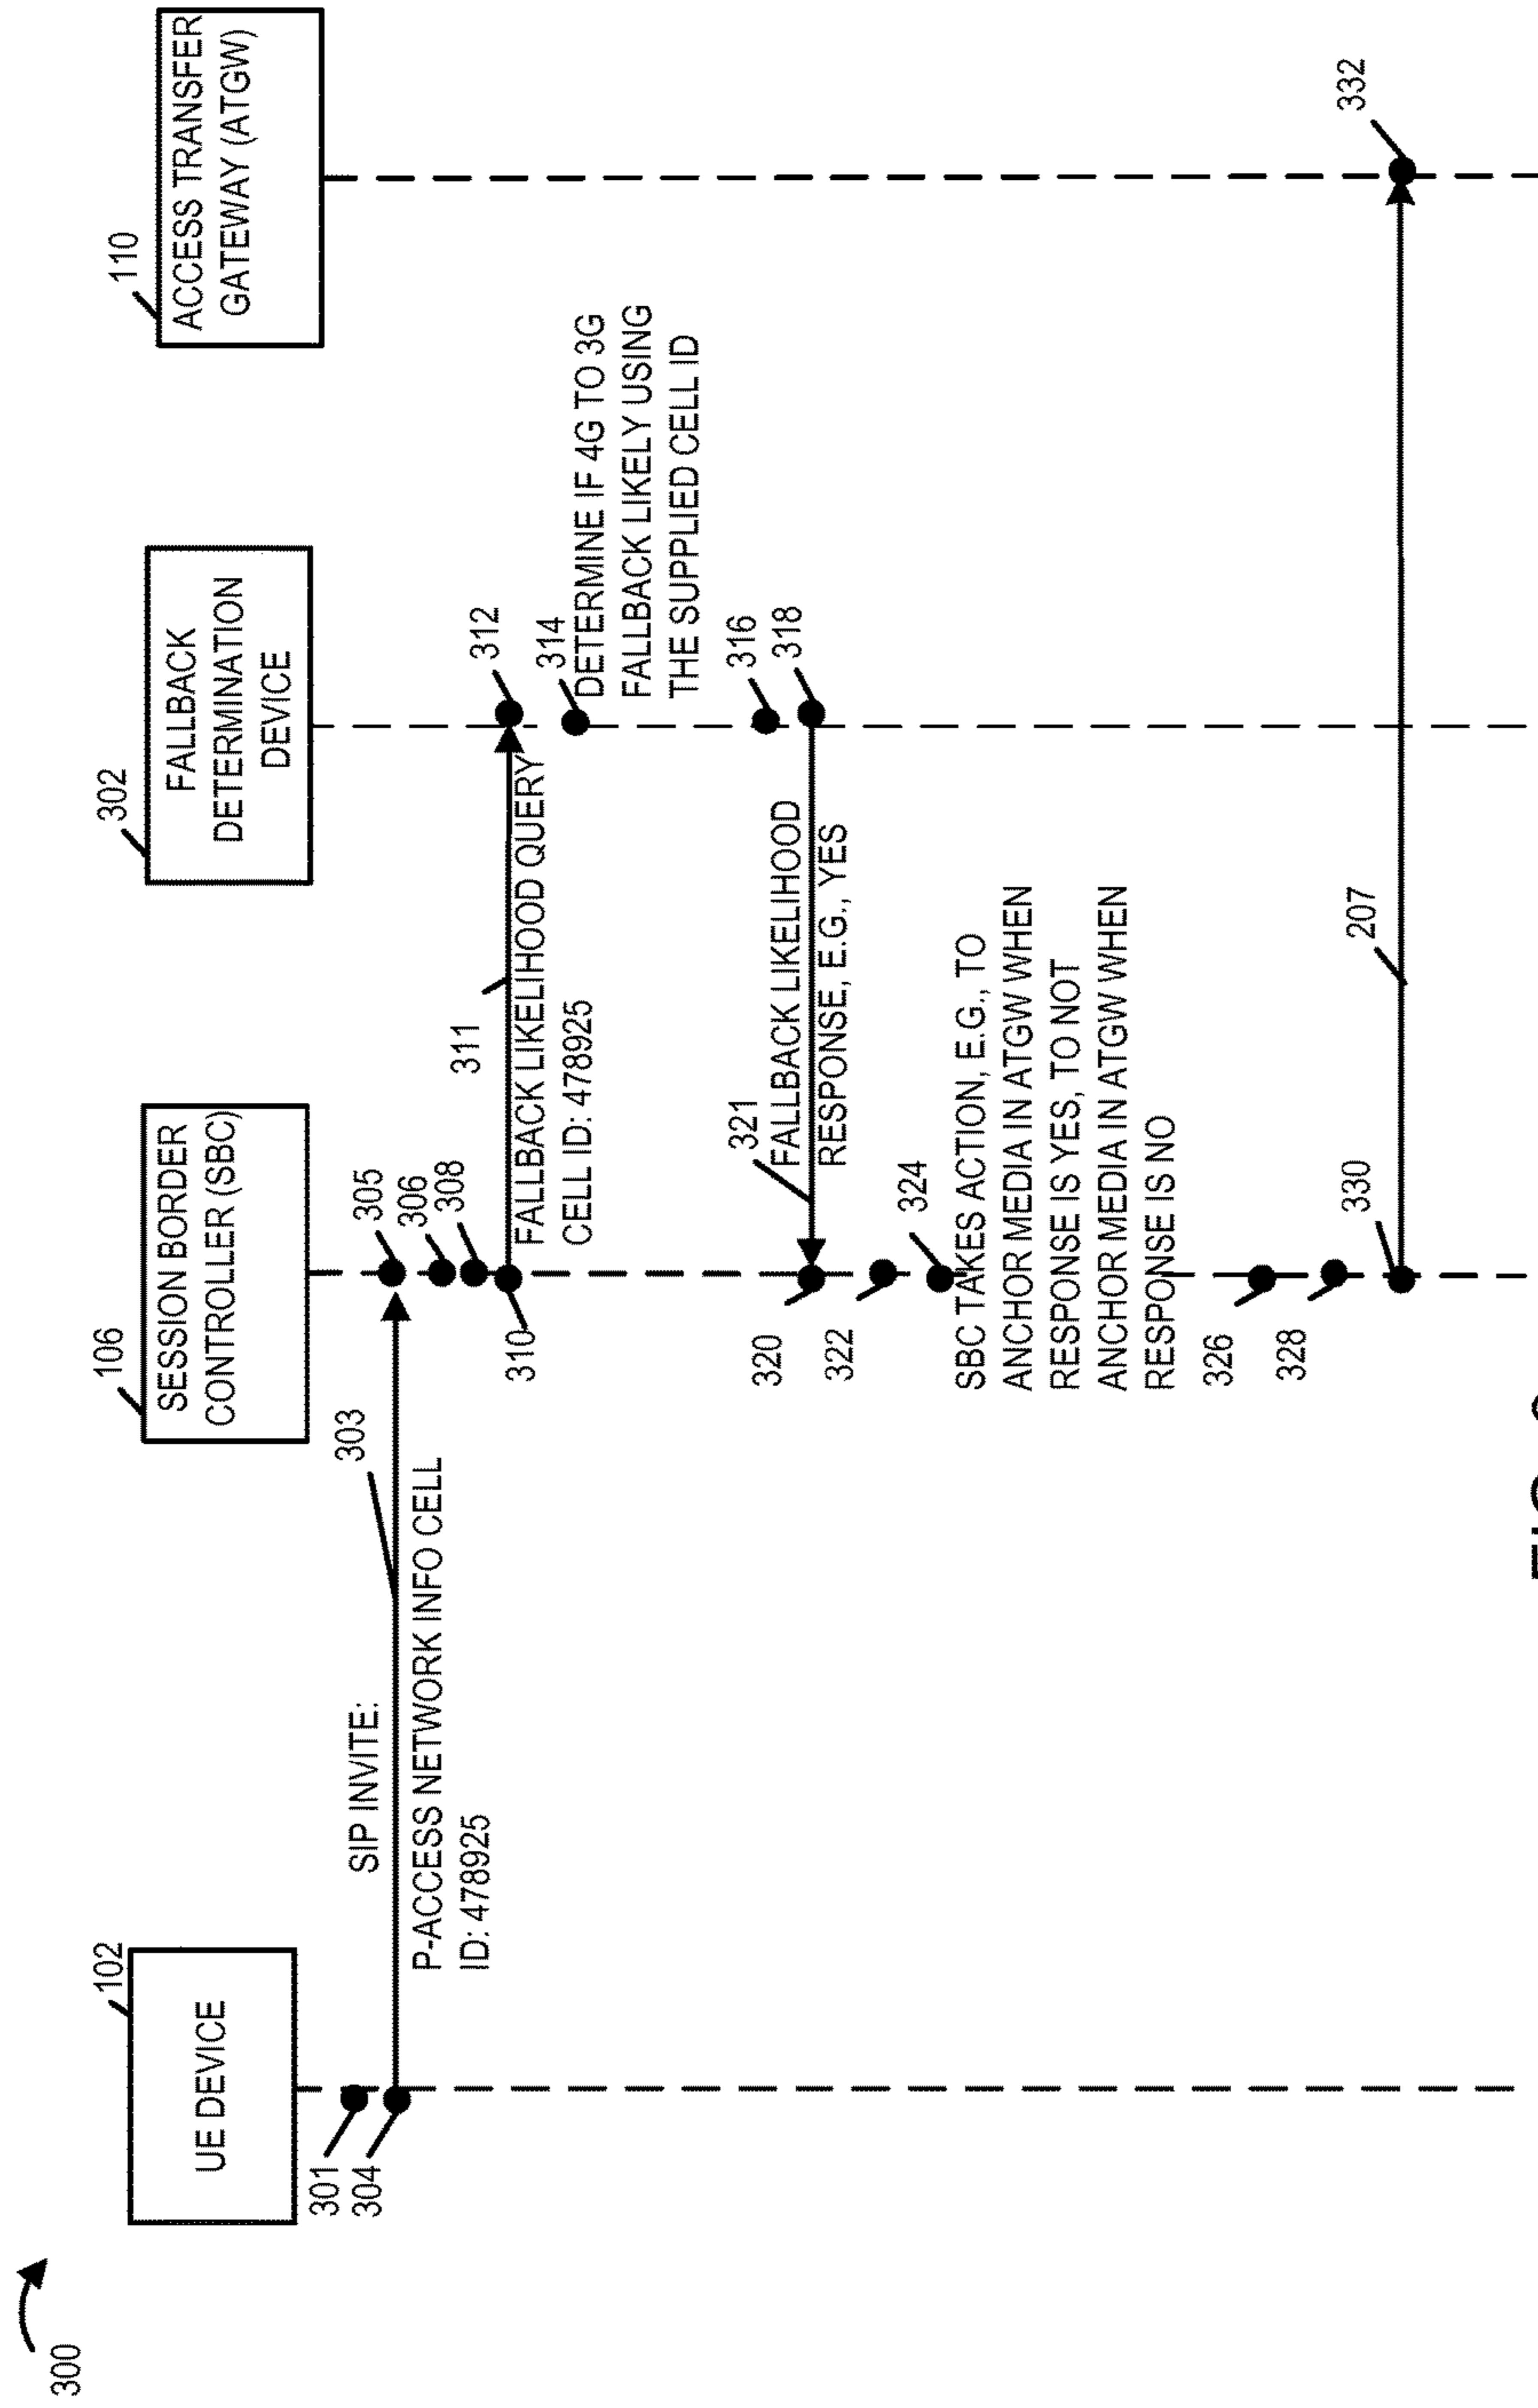 300
102
UE DEVICE
106
SESSION BORDER
CONTROLLER (SBC)
302
FALLBACK
DETERMINATION
DEVICE
110
ACCESS TRANSFER
GATEWAY (ATGW)
301
304
SIP INVITE:
303
P-ACCESS NETWORK INFO CELL
ID: 478925
305
306
308
310
311
FALLBACK LIKELIHOOD QUERY
CELL ID: 478925
312
314
DETERMINE IF 4G TO 3G
FALLBACK LIKELY USING
THE SUPPLIED CELL ID
316
318
321
FALLBACK LIKELIHOOD
RESPONSE, E.G., YES
320
322
324
SBC TAKES ACTION, E.G., TO
ANCHOR MEDIA IN ATGW WHEN
RESPONSE IS YES, TO NOT
ANCHOR MEDIA IN ATGW WHEN
RESPONSE IS NO
326
328
330
207
332